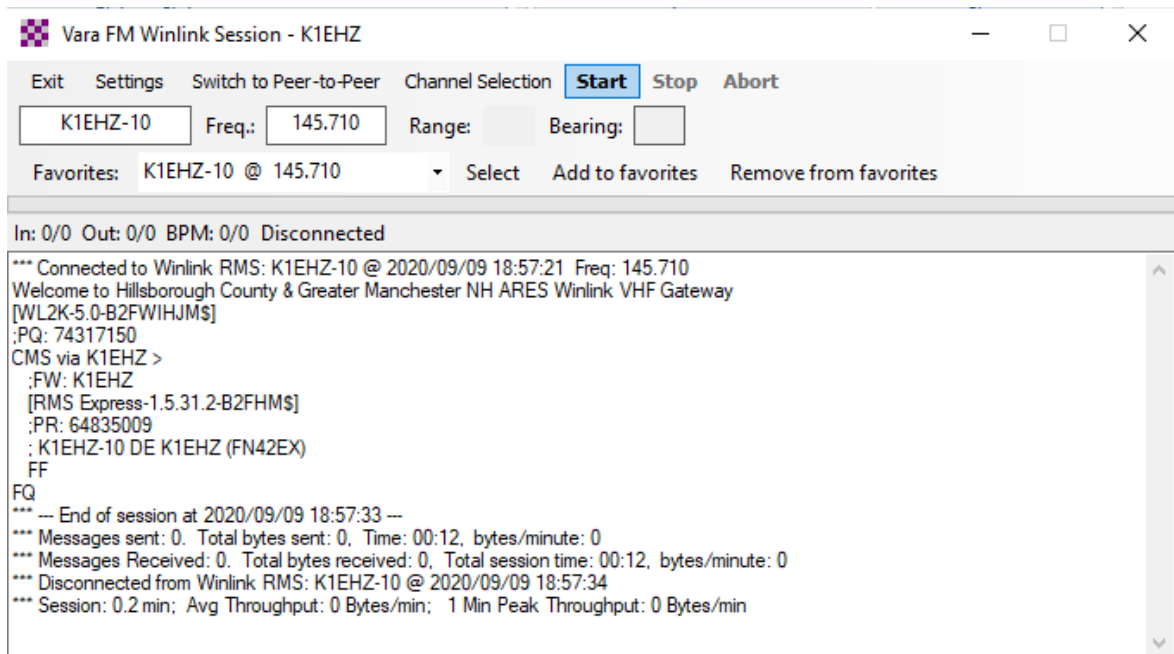 Vara FM Winlink Session - K1EHZ
Exit Settings Switch to Peer-to-Peer Channel Selection Start Stop Abort
K1EHZ-10 Freq.: 145.710 Range: Bearing:
Favorites: K1EHZ-10 @ 145.710 Select Add to favorites Remove from favorites
In: 0/0 Out: 0/0 BPM: 0/0 Disconnected
*** Connected to Winlink RMS: K1EHZ-10 @ 2020/09/09 18:57:21 Freq: 145.710
Welcome to Hillsborough County & Greater Manchester NH ARES Winlink VHF Gateway
[WL2K-5.0-B2FWIHJM$]
;PQ: 74317150
CMS via K1EHZ >
;FW: K1EHZ
[RMS Express-1.5.31.2-B2FHM$]
;PR: 64835009
; K1EHZ-10 DE K1EHZ (FN42EX)
FF
FQ
*** --- End of session at 2020/09/09 18:57:33 ---
*** Messages sent: 0. Total bytes sent: 0, Time: 00:12, bytes/minute: 0
*** Messages Received: 0. Total bytes received: 0, Total session time: 00:12, bytes/minute: 0
*** Disconnected from Winlink RMS: K1EHZ-10 @ 2020/09/09 18:57:34
*** Session: 0.2 min; Avg Throughput: 0 Bytes/min; 1 Min Peak Throughput: 0 Bytes/min